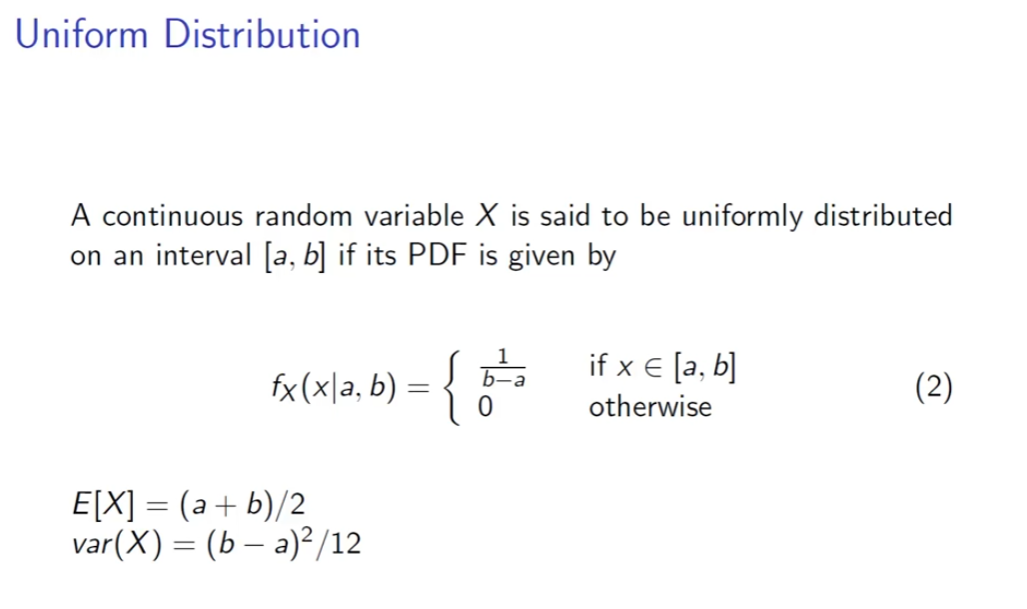 Uniform Distribution
A continuous random variable X is said to be uniformly distributed
on an interval [a, b] if its PDF is given by
fX(x|a, b) = { 1/(b−a) if x ∈ [a, b]
0 otherwise (2)
E[X] = (a + b)/2
var(X) = (b − a)²/12